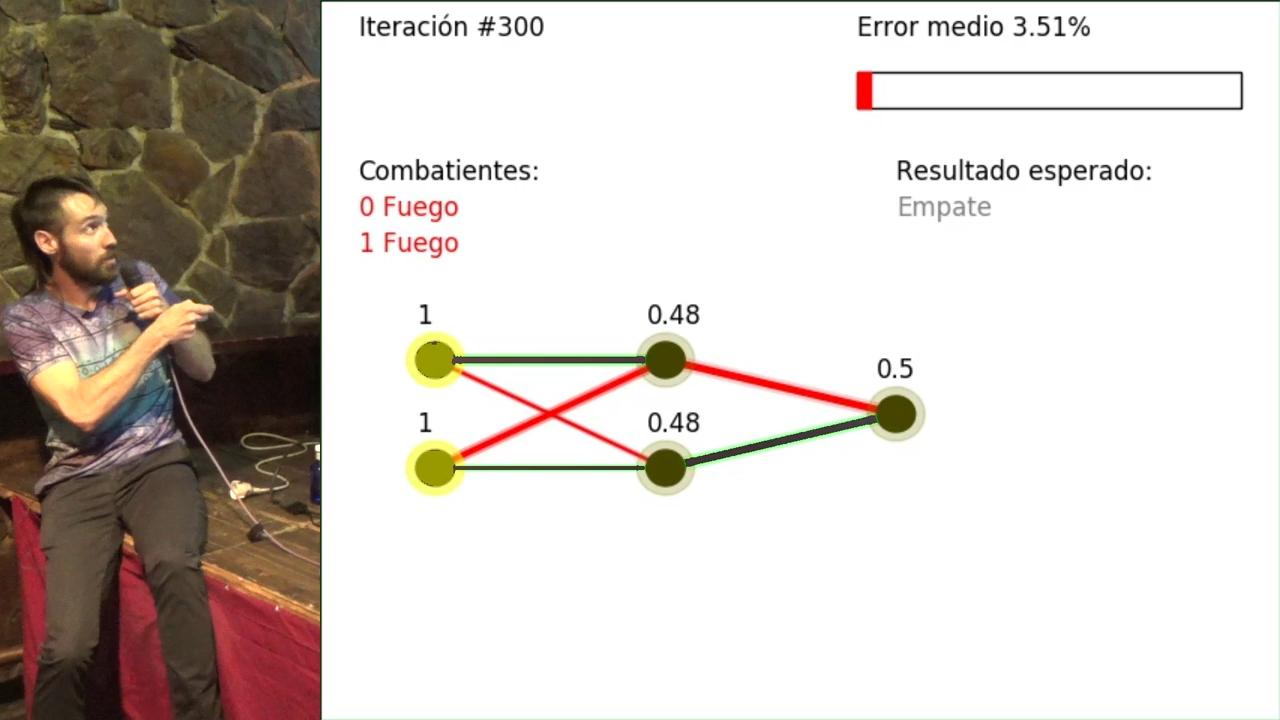 Iteración #300
Error medio 3.51%
Combatientes:
0 Fuego
1 Fuego
Resultado esperado:
Empate
1
0.48
0.5
1
0.48